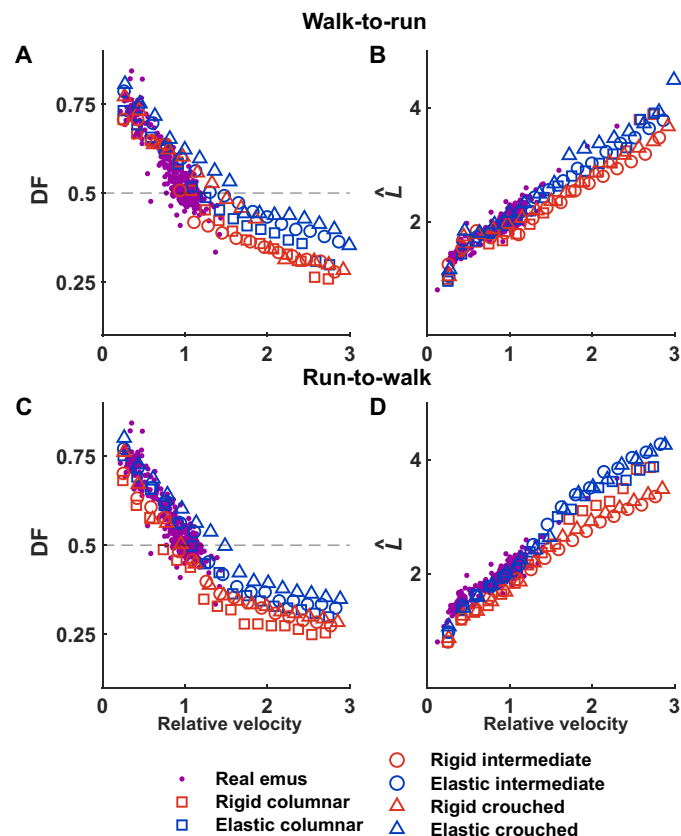 Walk-to-run
A
B
0.75
0.5
0.25
DF
0 1 2 3
4
2
L̂
0 1 2 3
Run-to-walk
C
D
0.75
0.5
0.25
DF
0 1 2 3
Relative velocity
4
2
L̂
0 1 2 3
Relative velocity
Real emus
Rigid columnar
Elastic columnar
Rigid intermediate
Elastic intermediate
Rigid crouched
Elastic crouched